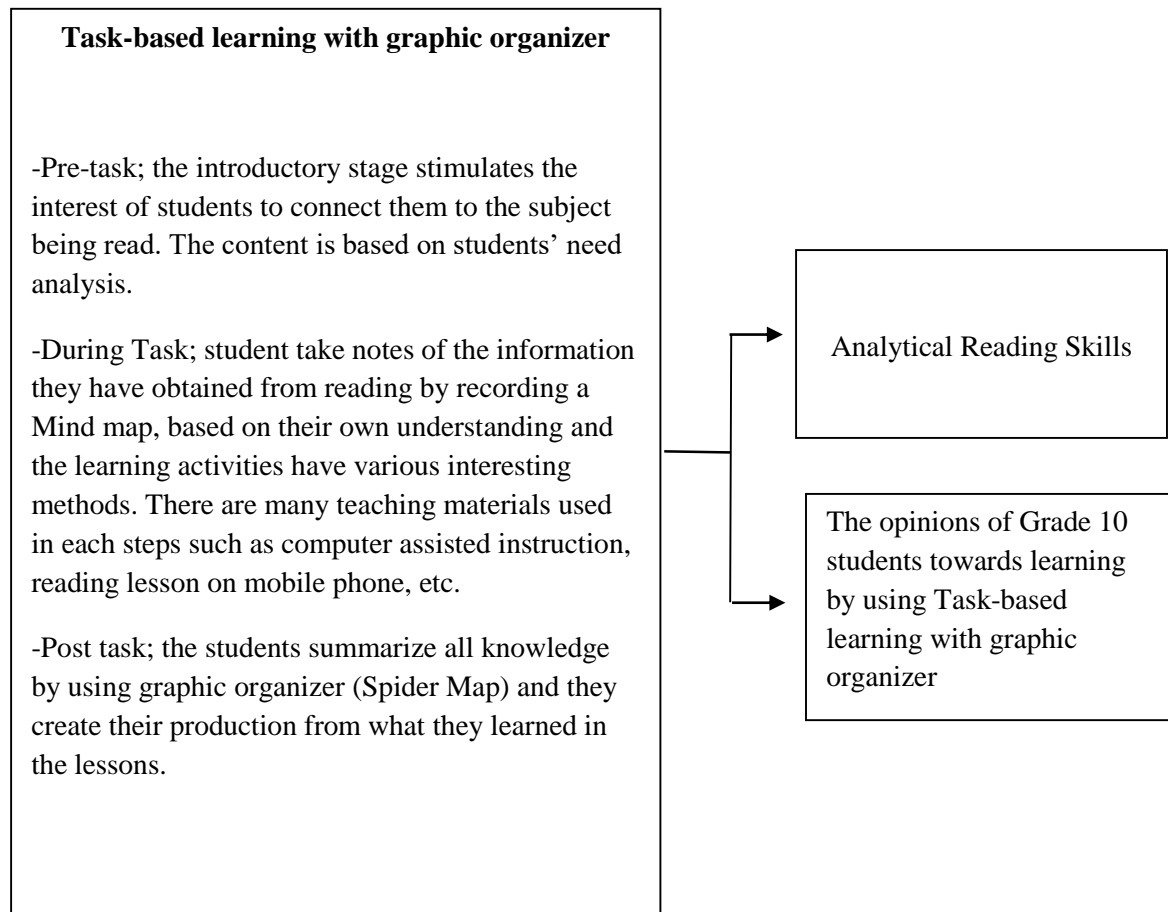 Task-based learning with graphic organizer
-Pre-task; the introductory stage stimulates the
interest of students to connect them to the subject
being read. The content is based on students’ need
analysis.
-During Task; student take notes of the information
they have obtained from reading by recording a
Mind map, based on their own understanding and
the learning activities have various interesting
methods. There are many teaching materials used
in each steps such as computer assisted instruction,
reading lesson on mobile phone, etc.
-Post task; the students summarize all knowledge
by using graphic organizer (Spider Map) and they
create their production from what they learned in
the lessons.
Analytical Reading Skills
The opinions of Grade 10
students towards learning
by using Task-based
learning with graphic
organizer